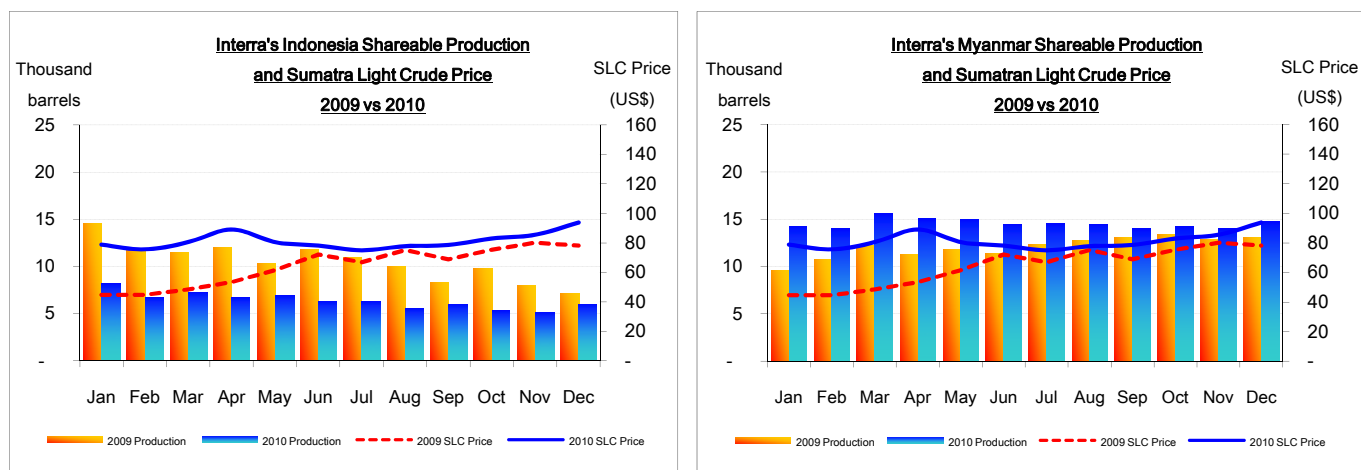 Interra's Indonesia Shareable Production
and Sumatra Light Crude Price
2009 vs 2010
Thousand
barrels
SLC Price
(US$)
25
20
15
10
5
-
160
140
120
100
80
60
40
20
-
Jan Feb Mar Apr May Jun Jul Aug Sep Oct Nov Dec
2009 Production 2010 Production 2009 SLC Price 2010 SLC Price
Interra's Myanmar Shareable Production
and Sumatran Light Crude Price
2009 vs 2010
Thousand
barrels
SLC Price
(US$)
25
20
15
10
5
-
160
140
120
100
80
60
40
20
-
Jan Feb Mar Apr May Jun Jul Aug Sep Oct Nov Dec
2009 Production 2010 Production 2009 SLC Price 2010 SLC Price